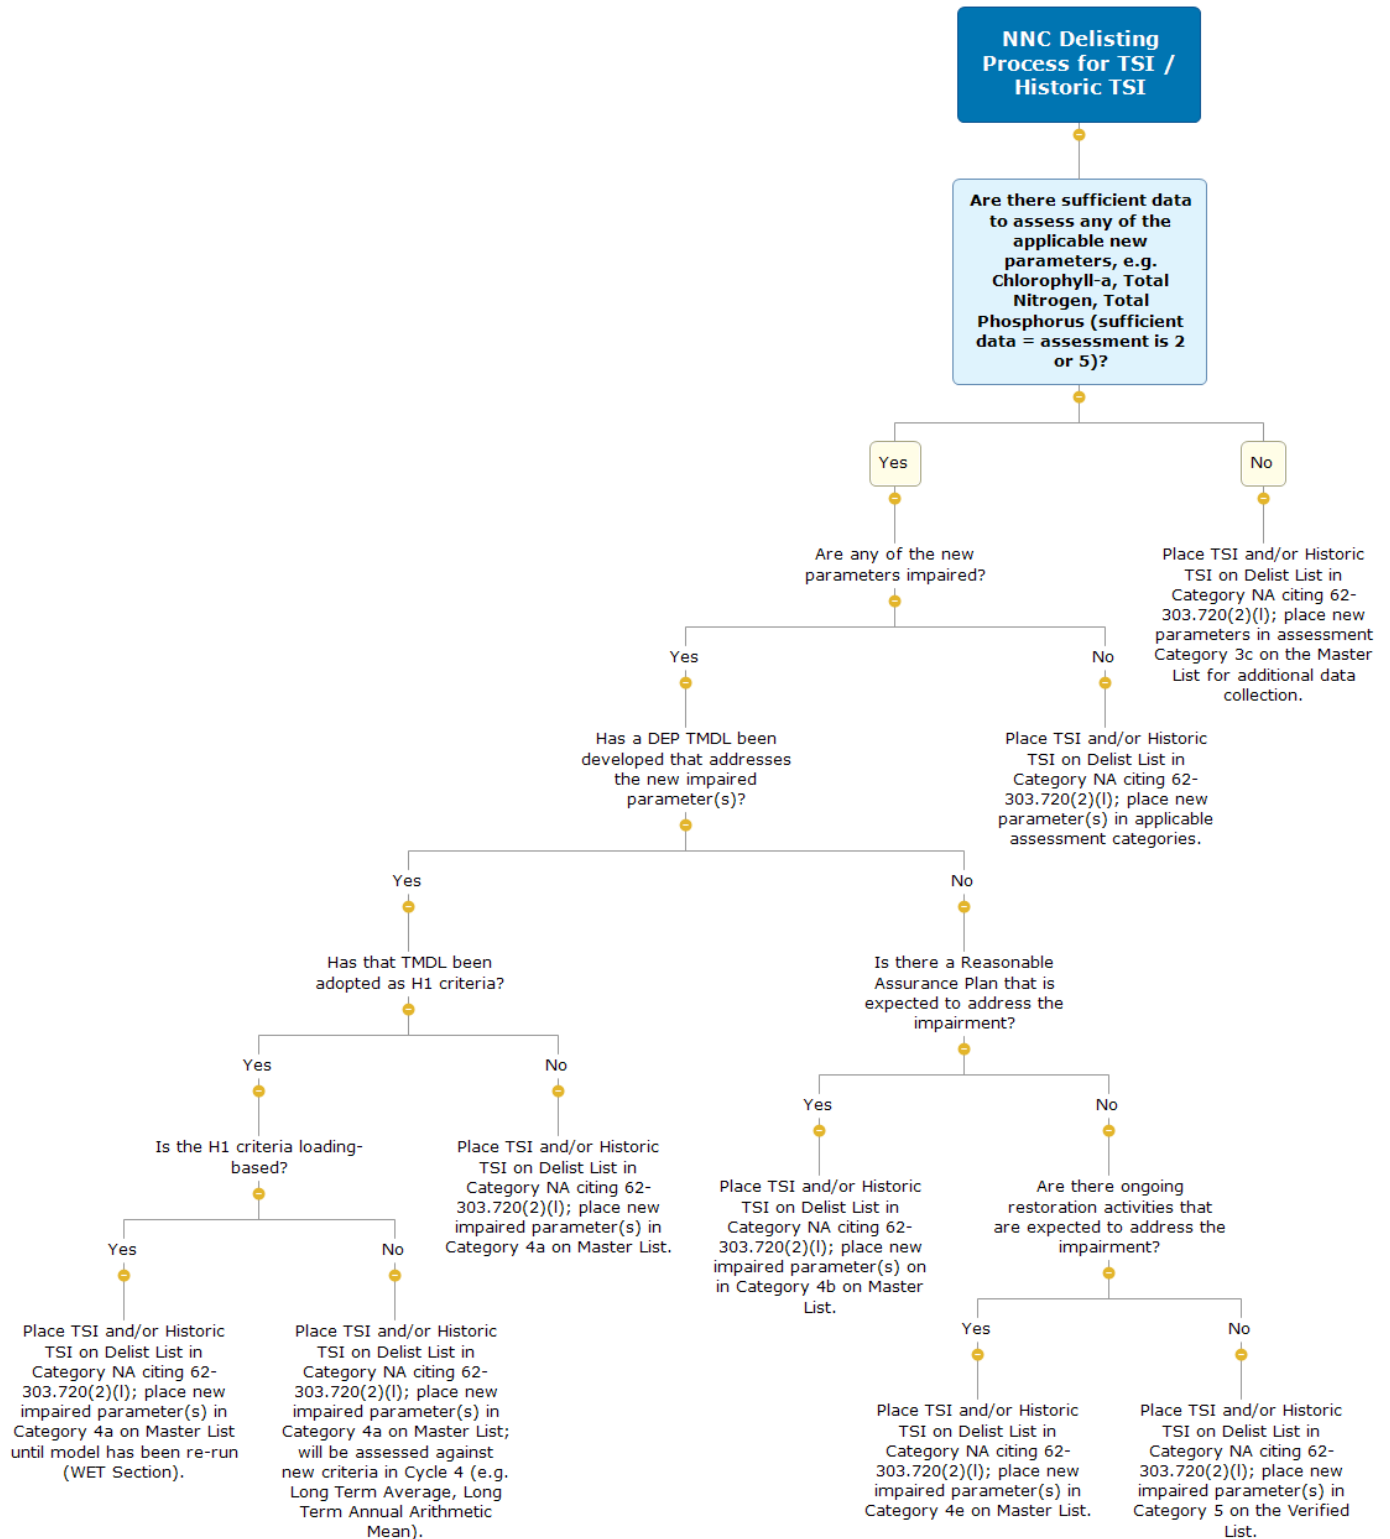 NNC Delisting
Process for TSI /
Historic TSI
Are there sufficient data
to assess any of the
applicable new
parameters, e.g.
Chlorophyll-a, Total
Nitrogen, Total
Phosphorus (sufficient
data = assessment is 2
or 5)?
Yes
No
Are any of the new
parameters impaired?
Place TSI and/or Historic
TSI on Delist List in
Category NA citing 62-
303.720(2)(l); place new
parameters in assessment
Category 3c on the Master
List for additional data
collection.
Yes
No
Has a DEP TMDL been
developed that addresses
the new impaired
parameter(s)?
Place TSI and/or Historic
TSI on Delist List in
Category NA citing 62-
303.720(2)(l); place new
parameter(s) in applicable
assessment categories.
Yes
No
Has that TMDL been
adopted as H1 criteria?
Is there a Reasonable
Assurance Plan that is
expected to address the
impairment?
Yes
No
Yes
No
Is the H1 criteria loading-
based?
Place TSI and/or Historic
TSI on Delist List in
Category NA citing 62-
303.720(2)(l); place new
impaired parameter(s) in
Category 4a on Master List.
Place TSI and/or Historic
TSI on Delist List in
Category NA citing 62-
303.720(2)(l); place new
impaired parameter(s) on
in Category 4b on Master
List.
Are there ongoing
restoration activities that
are expected to address the
impairment?
Yes
No
Yes
No
Place TSI and/or Historic
TSI on Delist List in
Category NA citing 62-
303.720(2)(l); place new
impaired parameter(s) in
Category 4a on Master List
until model has been re-run
(WET Section).
Place TSI and/or Historic
TSI on Delist List in
Category NA citing 62-
303.720(2)(l); place new
impaired parameter(s) in
Category 4a on Master List;
will be assessed against
new criteria in Cycle 4 (e.g.
Long Term Average, Long
Term Annual Arithmetic
Mean).
Place TSI and/or Historic
TSI on Delist List in
Category NA citing 62-
303.720(2)(l); place new
impaired parameter(s) in
Category 4e on Master List.
Place TSI and/or Historic
TSI on Delist List in
Category NA citing 62-
303.720(2)(l); place new
impaired parameter(s) in
Category 5 on the Verified
List.